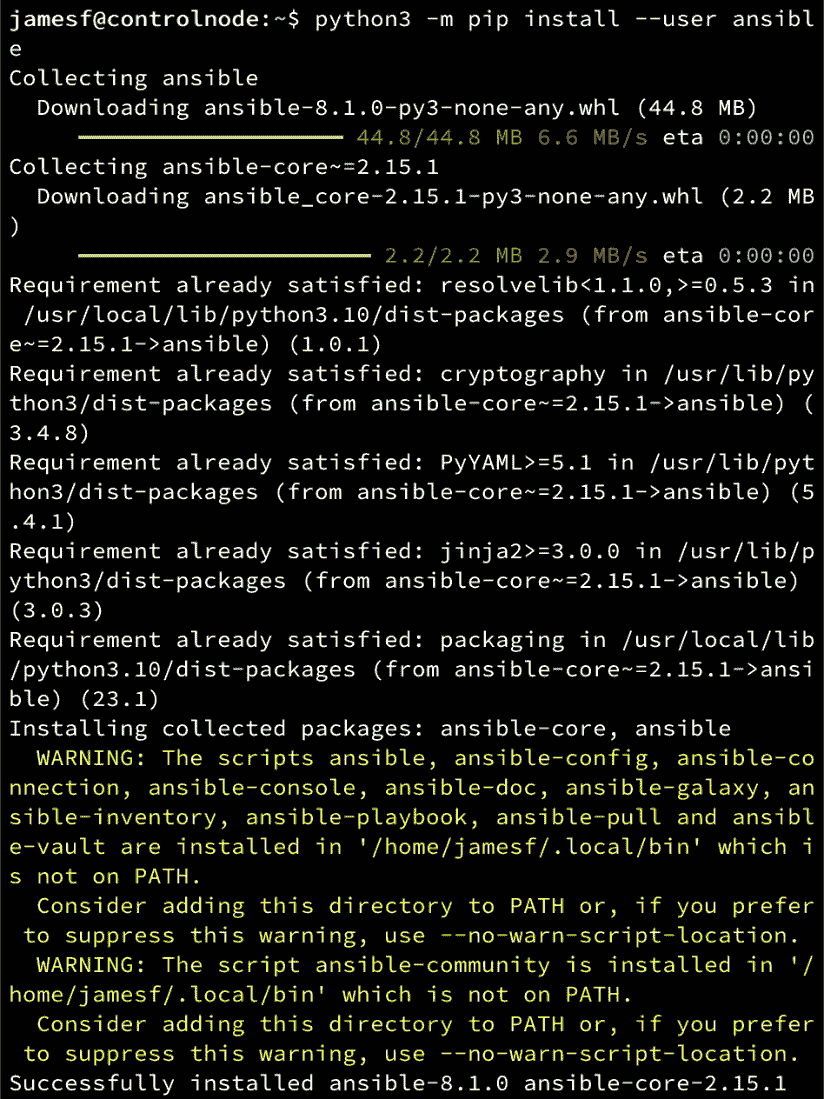 jamesf@controlnode:~$ python3 -m pip install --user ansibl
e
Collecting ansible
  Downloading ansible-8.1.0-py3-none-any.whl (44.8 MB)
     ━━━━━━━━━━━━━━━━━━━ 44.8/44.8 MB 6.6 MB/s eta 0:00:00
Collecting ansible-core~=2.15.1
  Downloading ansible_core-2.15.1-py3-none-any.whl (2.2 MB
)
     ━━━━━━━━━━━━━━━━━━━━━ 2.2/2.2 MB 2.9 MB/s eta 0:00:00
Requirement already satisfied: resolvelib<1.1.0,>=0.5.3 in
 /usr/local/lib/python3.10/dist-packages (from ansible-cor
e~=2.15.1->ansible) (1.0.1)
Requirement already satisfied: cryptography in /usr/lib/py
thon3/dist-packages (from ansible-core~=2.15.1->ansible) (
3.4.8)
Requirement already satisfied: PyYAML>=5.1 in /usr/lib/pyt
hon3/dist-packages (from ansible-core~=2.15.1->ansible) (5
.4.1)
Requirement already satisfied: jinja2>=3.0.0 in /usr/lib/p
ython3/dist-packages (from ansible-core~=2.15.1->ansible)
(3.0.3)
Requirement already satisfied: packaging in /usr/local/lib
/python3.10/dist-packages (from ansible-core~=2.15.1->ansi
ble) (23.1)
Installing collected packages: ansible-core, ansible
  WARNING: The scripts ansible, ansible-config, ansible-co
nnection, ansible-console, ansible-doc, ansible-galaxy, an
sible-inventory, ansible-playbook, ansible-pull and ansibl
e-vault are installed in '/home/jamesf/.local/bin' which i
s not on PATH.
  Consider adding this directory to PATH or, if you prefer
 to suppress this warning, use --no-warn-script-location.
  WARNING: The script ansible-community is installed in '/
home/jamesf/.local/bin' which is not on PATH.
  Consider adding this directory to PATH or, if you prefer
 to suppress this warning, use --no-warn-script-location.
Successfully installed ansible-8.1.0 ansible-core-2.15.1